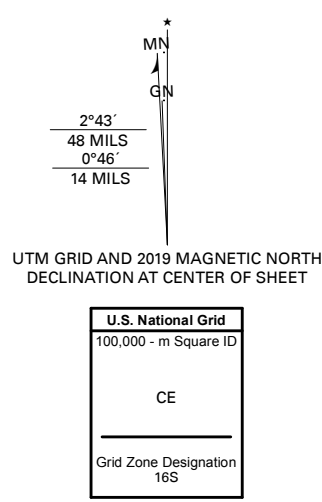 ★
MN
GN
2°43´
48 MILS
0°46´
14 MILS
UTM GRID AND 2019 MAGNETIC NORTH
DECLINATION AT CENTER OF SHEET
U.S. National Grid
100,000 - m Square ID
CE
Grid Zone Designation
16S